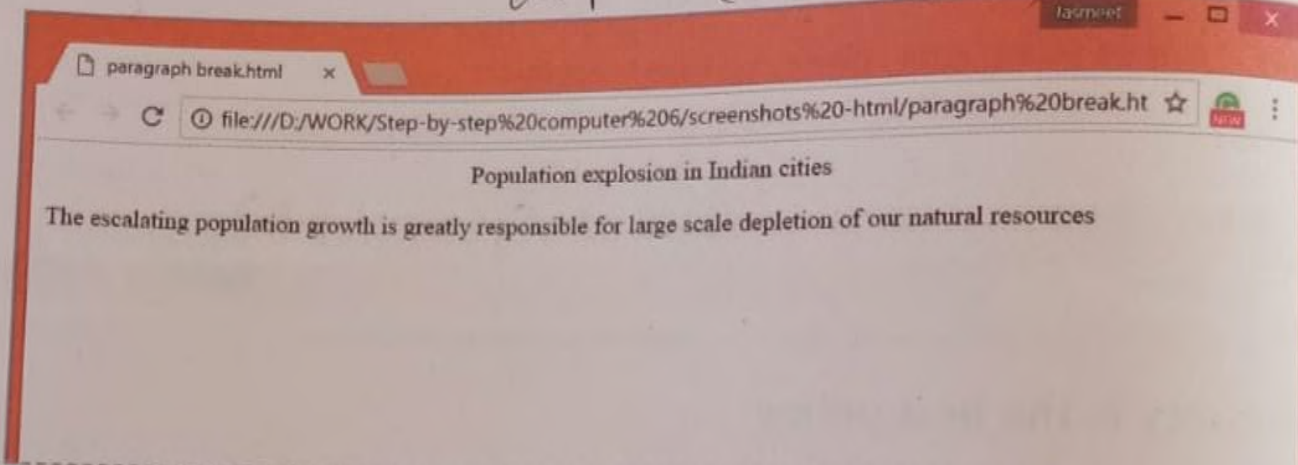 Jasmeet
paragraph break.html
file:///D:/WORK/Step-by-step%20computer%206/screenshots%20-html/paragraph%20break.ht
NEW
Population explosion in Indian cities
The escalating population growth is greatly responsible for large scale depletion of our natural resources